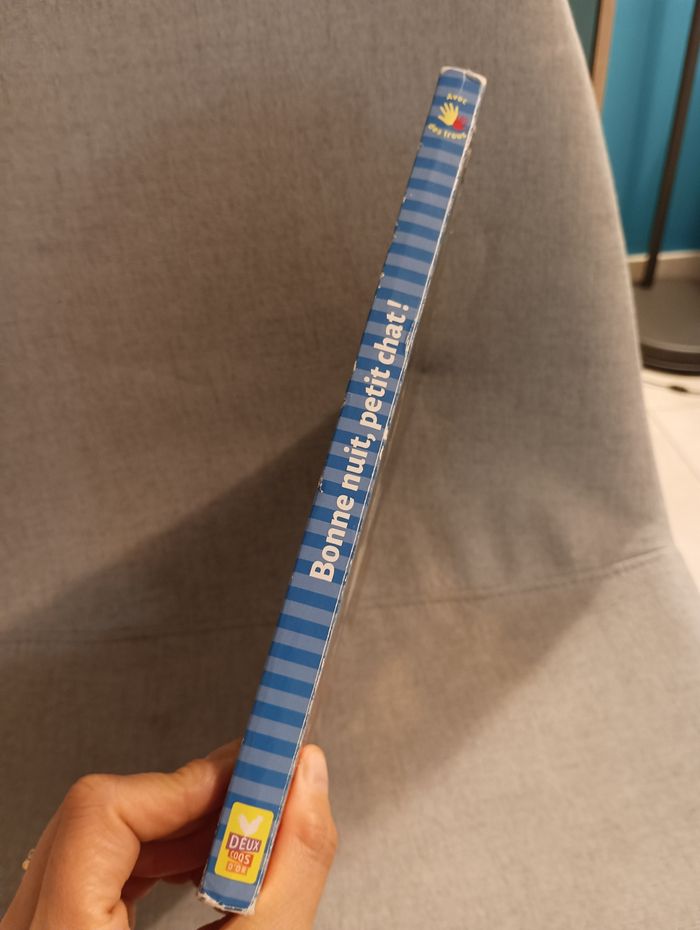 Avec
des trous
Bonne nuit, petit chat !
DEUX
COQS
D'OR